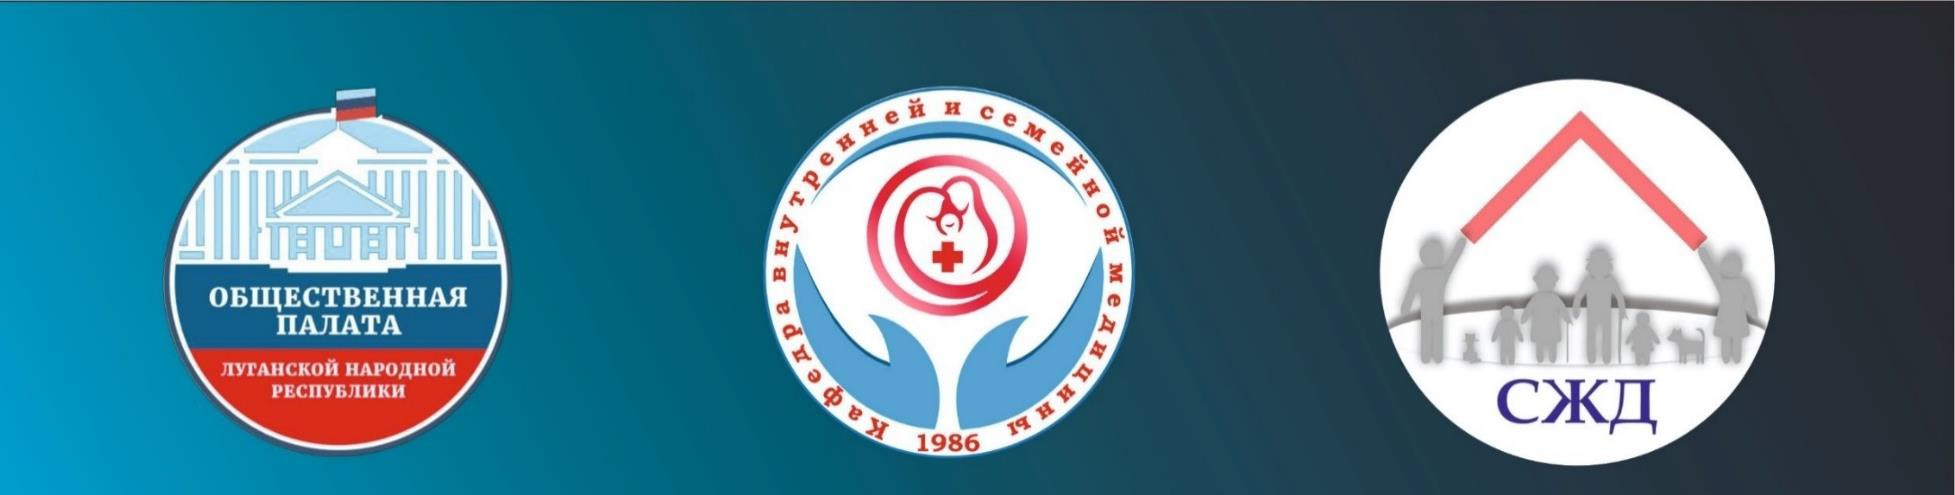 ОБЩЕСТВЕННАЯ
ПАЛАТА
ЛУГАНСКОЙ НАРОДНОЙ
РЕСПУБЛИКИ
Кафедра внутренней и семейной медицины
1986
СЖД